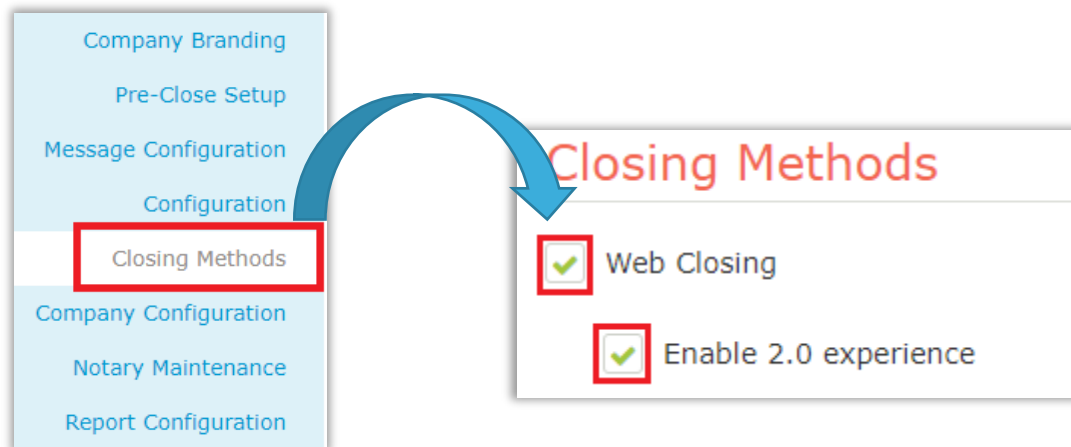 Company Branding
Pre-Close Setup
Message Configuration
Configuration
Closing Methods
Company Configuration
Notary Maintenance
Report Configuration
Closing Methods
Web Closing
Enable 2.0 experience